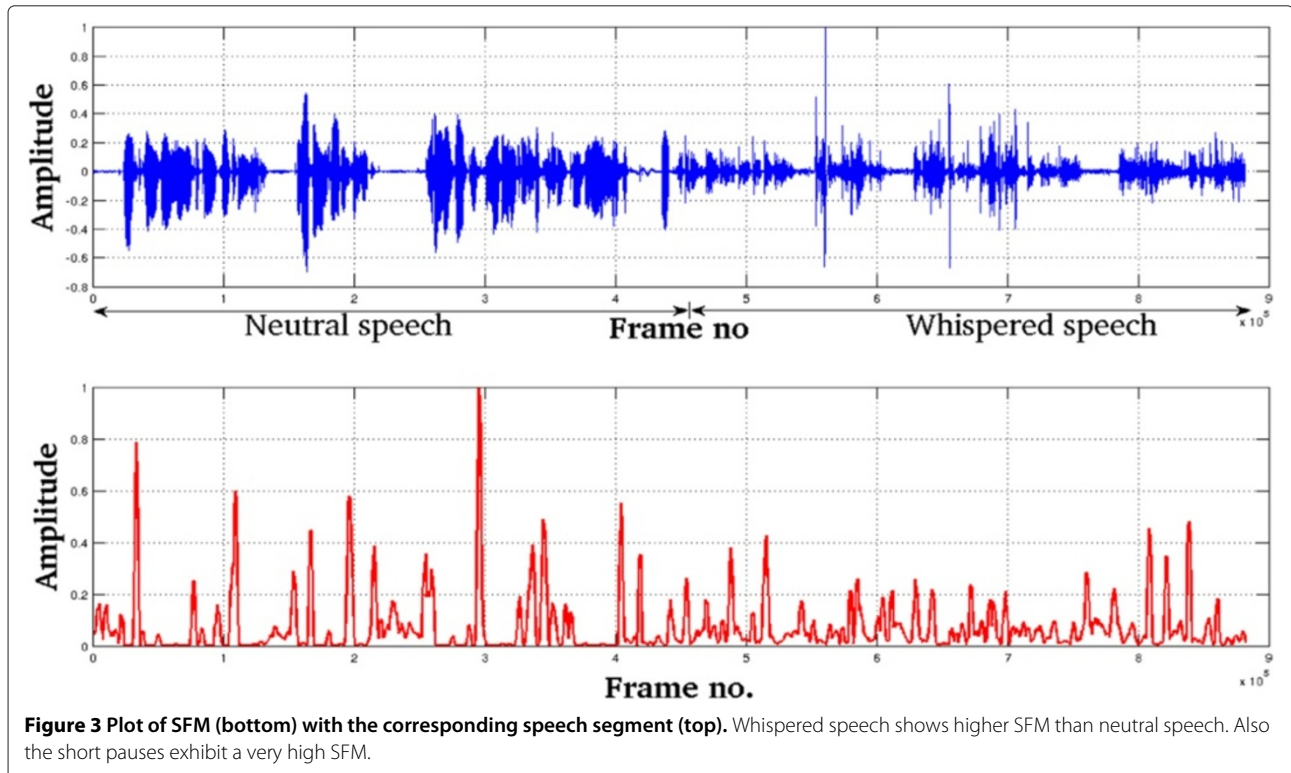 1
0.8
0.6
0.4
0.2
0
-0.2
-0.4
-0.6
-0.8
Amplitude
0 1 2 3 4 5 6 7 8 9
x 10⁵
Neutral speech Frame no Whispered speech
1
0.8
0.6
0.4
0.2
0
Amplitude
0 1 2 3 4 5 6 7 8 9
x 10⁵
Frame no.
Figure 3 Plot of SFM (bottom) with the corresponding speech segment (top). Whispered speech shows higher SFM than neutral speech. Also
the short pauses exhibit a very high SFM.